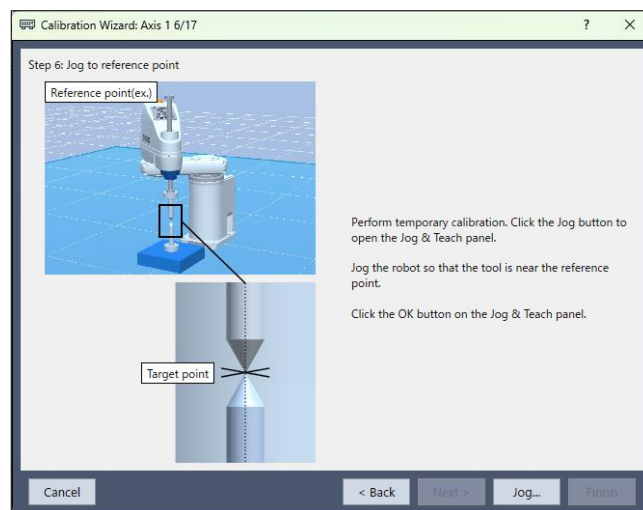 Calibration Wizard: Axis 1 6/17
Step 6: Jog to reference point
Reference point(ex.)
Perform temporary calibration. Click the Jog button to
open the Jog & Teach panel.
Jog the robot so that the tool is near the reference
point.
Click the OK button on the Jog & Teach panel.
Target point
Cancel
< Back
Next >
Jog...
Finish